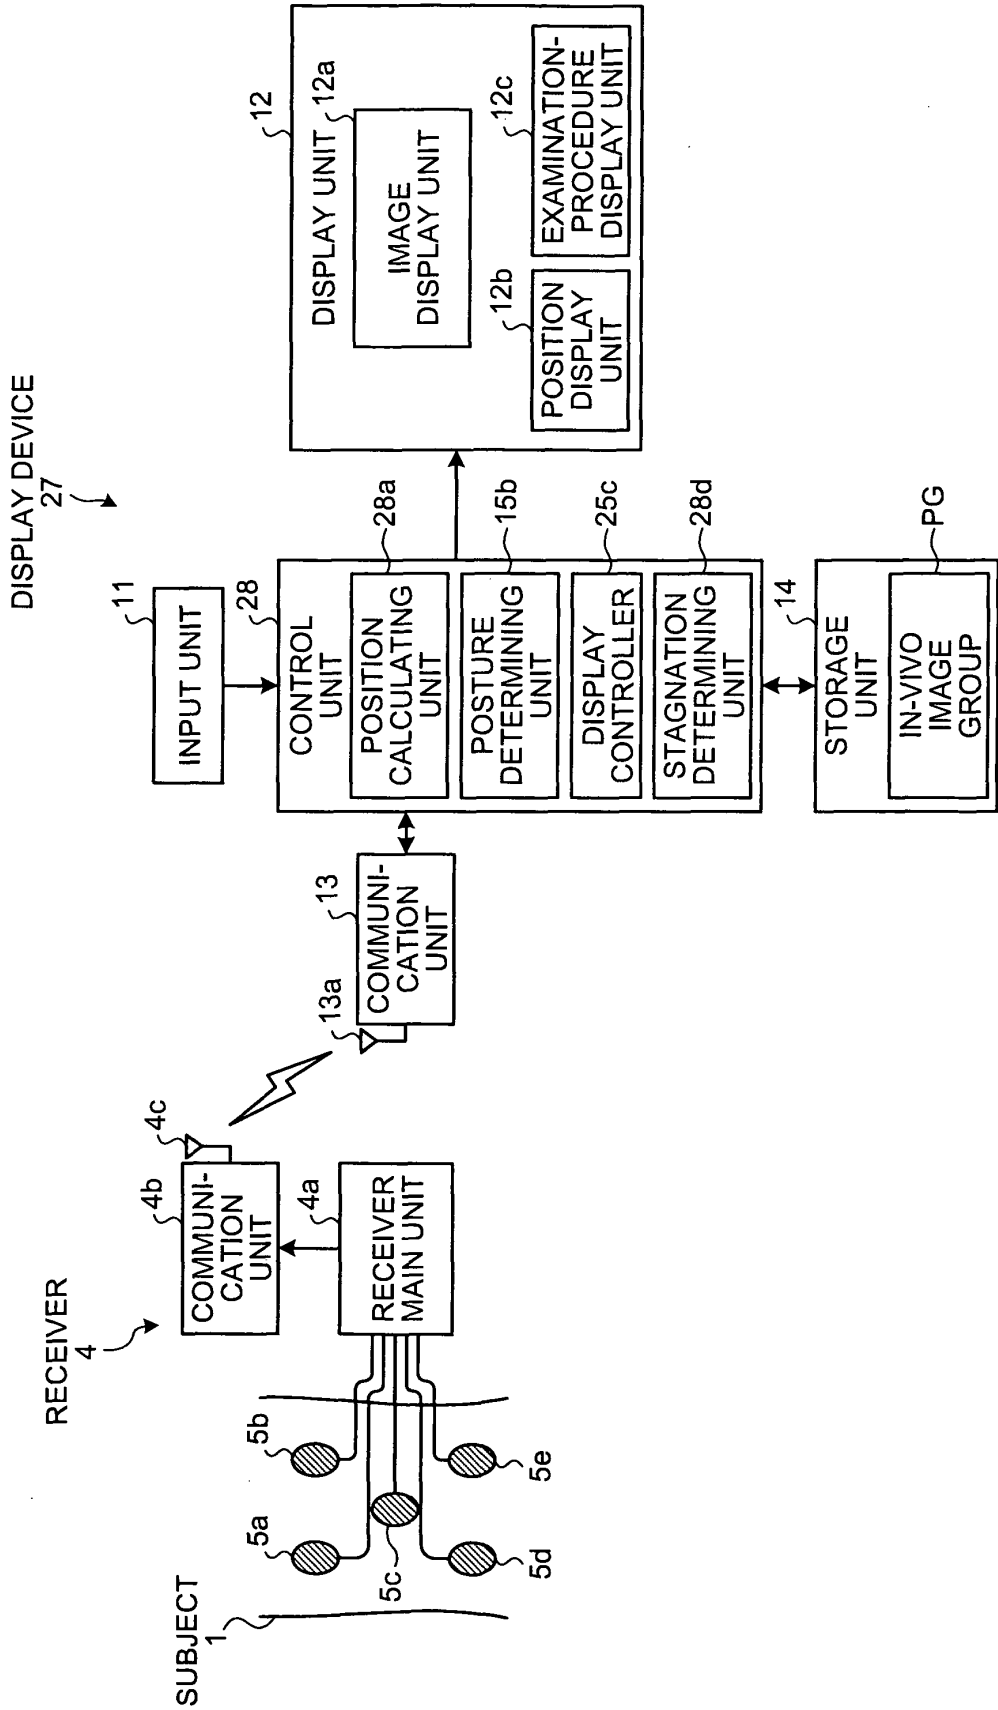 DISPLAY DEVICE
27
RECEIVER
4
SUBJECT
1
5a
5b
5c
5d
5e
4b
4c
COMMUNI-
CATION
UNIT
4a
RECEIVER
MAIN UNIT
13a
13
COMMUNI-
CATION
UNIT
11
INPUT UNIT
28
CONTROL
UNIT
POSITION
CALCULATING
UNIT
28a
POSTURE
DETERMINING
UNIT
15b
DISPLAY
CONTROLLER
25c
STAGNATION
DETERMINING
UNIT
28d
14
STORAGE
UNIT
IN-VIVO
IMAGE
GROUP
PG
12
DISPLAY UNIT
12a
IMAGE
DISPLAY UNIT
12b
POSITION
DISPLAY
UNIT
12c
EXAMINATION-
PROCEDURE
DISPLAY UNIT